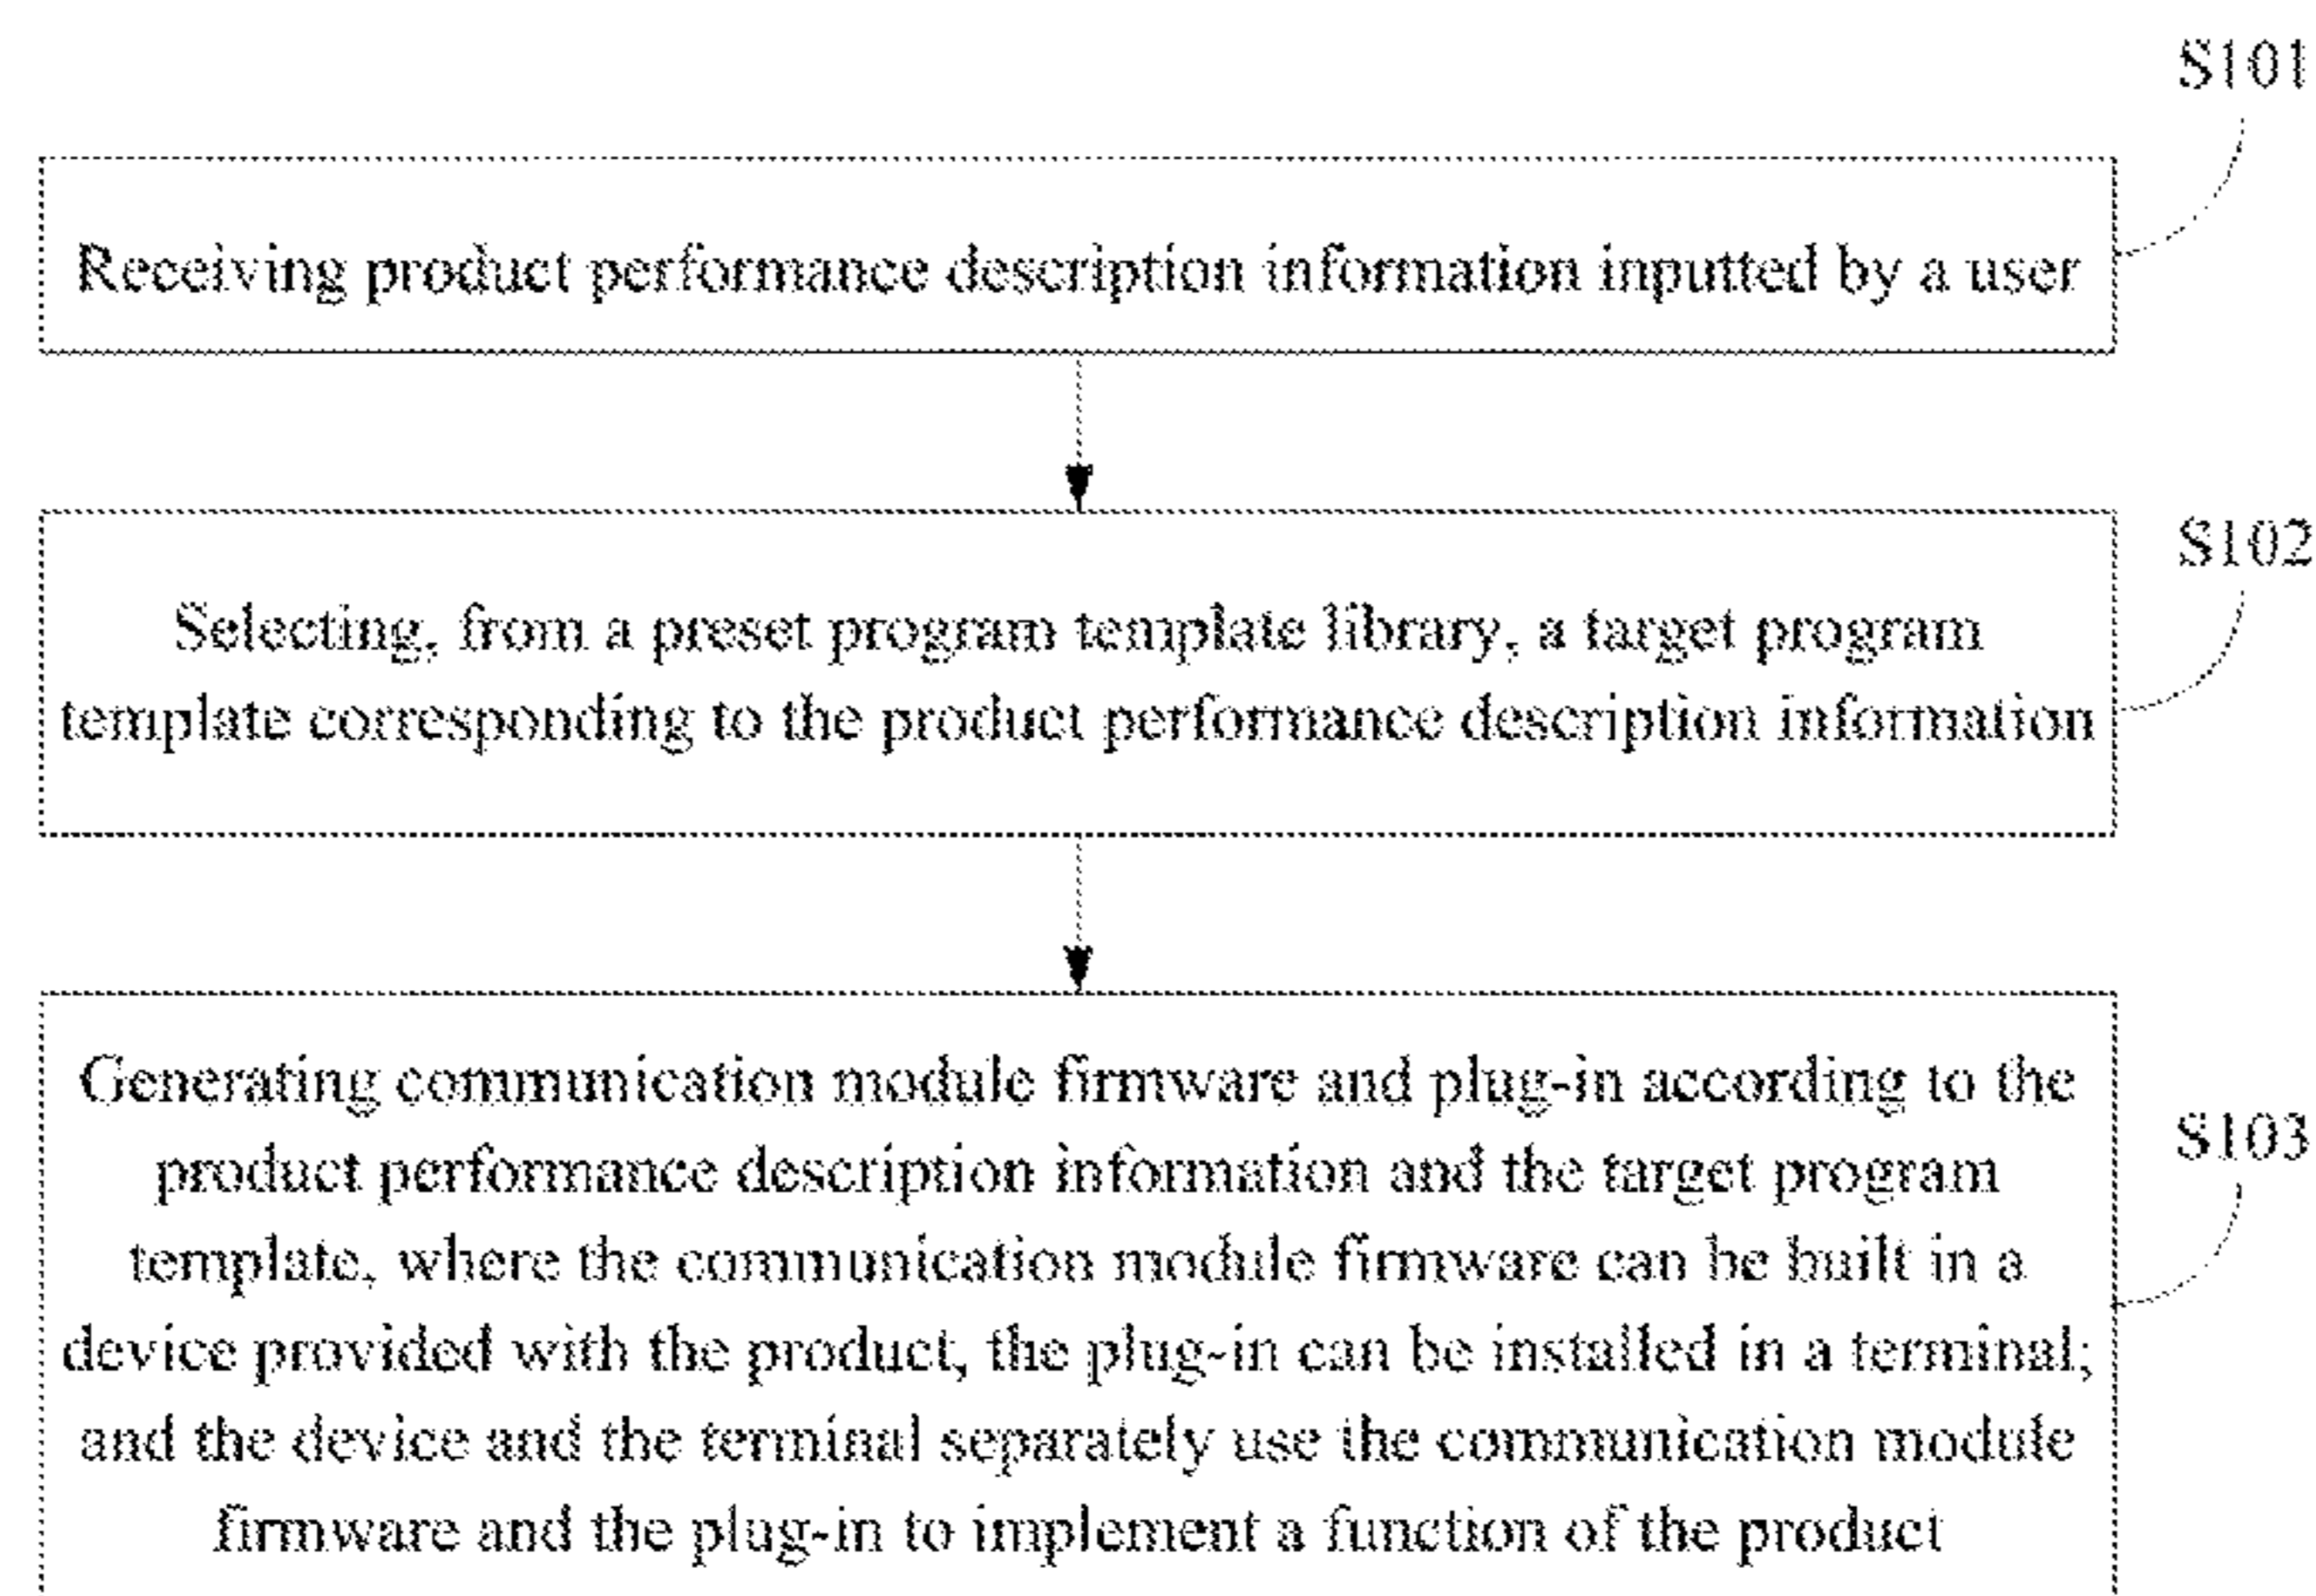 S101
Receiving product performance description information inputted by a user
S102
Selecting, from a preset program template library, a target program
template corresponding to the product performance description information
Generating communication module firmware and plug-in according to the
product performance description information and the target program
S103
template, where the communication module firmware can be built in a
device provided with the product, the plug-in can be installed in a terminal;
and the device and the terminal separately use the communication module
firmware and the plug-in to implement a function of the product